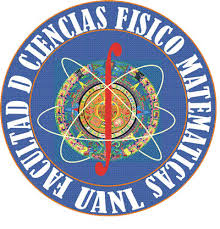 FACULTAD D CIENCIAS FISICO MATEMATICAS
UANL